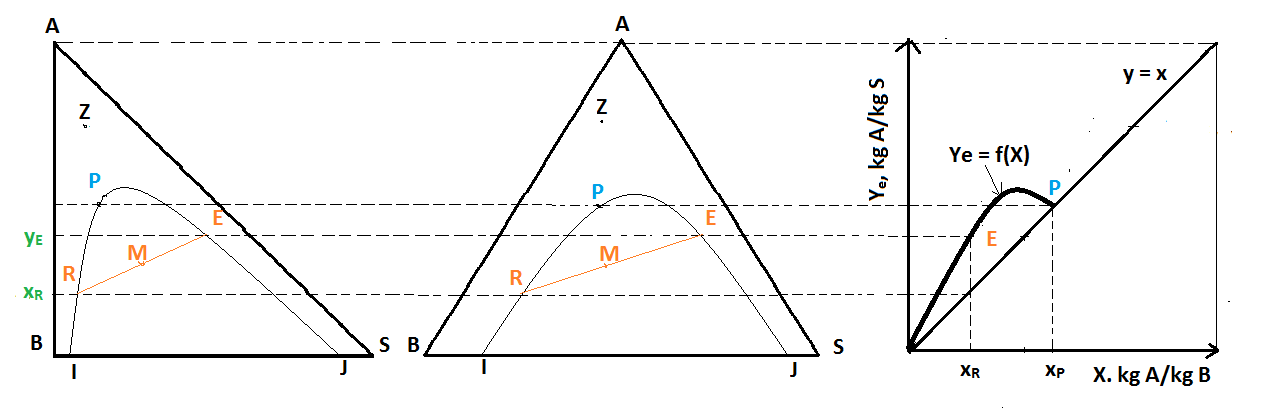 A
Z
P
E
yE
M
R
xR
B
S
I
J
A
Z
P
E
M
R
B
S
I
J
Ye, kg A/kg S
y = x
Ye = f(X)
P
E
xR
xP
X. kg A/kg B